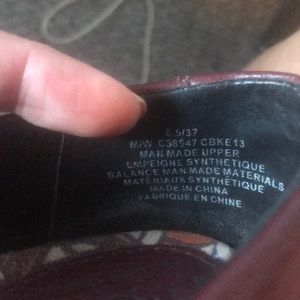 6.5/37
M/W C38547 CBKE13
MAN MADE UPPER
EMPEIGNE SYNTHETIQUE
BALANCE MAN MADE MATERIALS
MATERIAUX SYNTHETIQUES
MADE IN CHINA
FABRIQUE EN CHINE